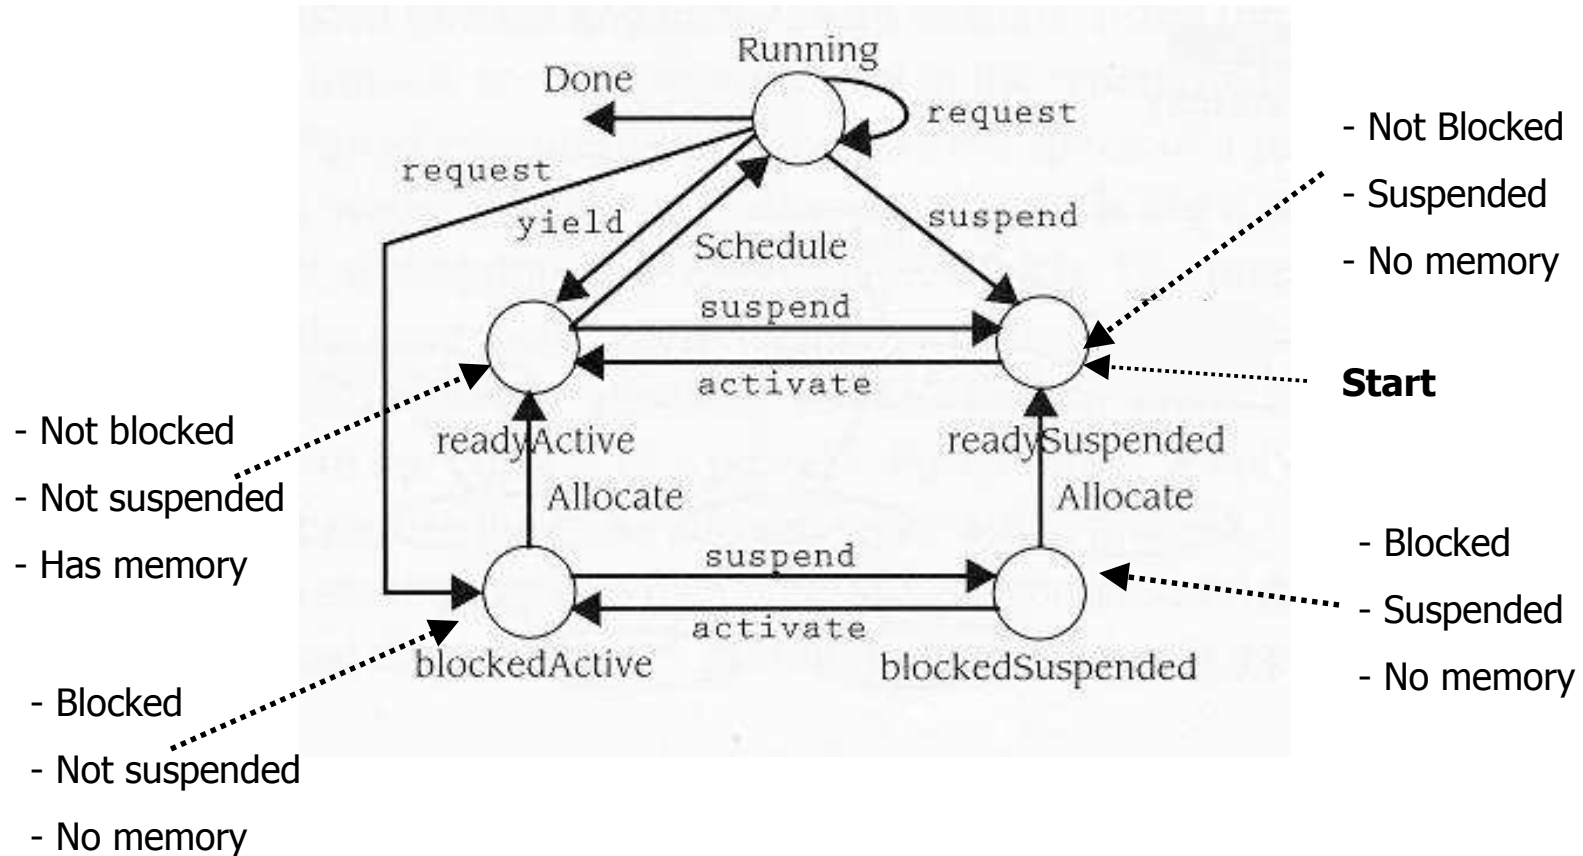 Running
Done
request
request
yield
Schedule
suspend
suspend
activate
readyActive
readySuspended
Allocate
Allocate
suspend
activate
blockedActive
blockedSuspended
- Not Blocked
- Suspended
- No memory
Start
- Not blocked
- Not suspended
- Has memory
- Blocked
- Suspended
- No memory
- Blocked
- Not suspended
- No memory